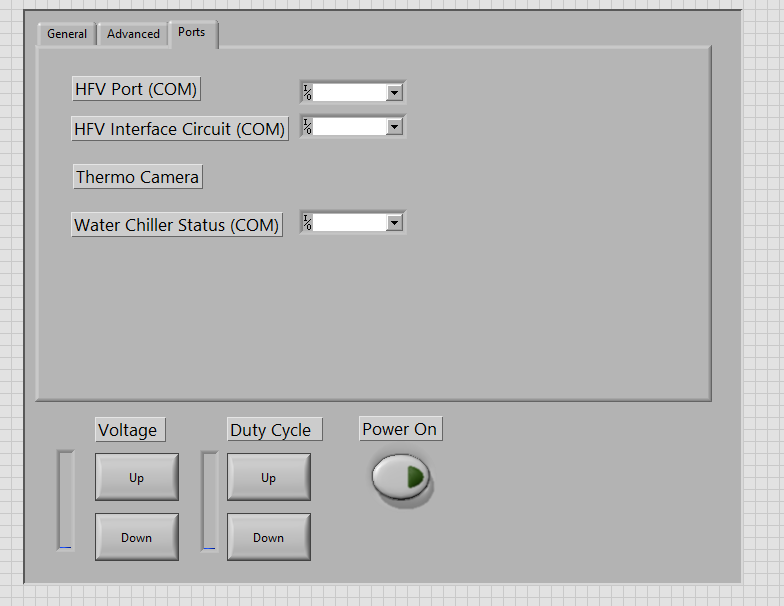 General Advanced Ports
HFV Port (COM)
I/O
HFV Interface Circuit (COM)
I/O
Thermo Camera
Water Chiller Status (COM)
I/O
Voltage Duty Cycle Power On
Up Up
Down Down